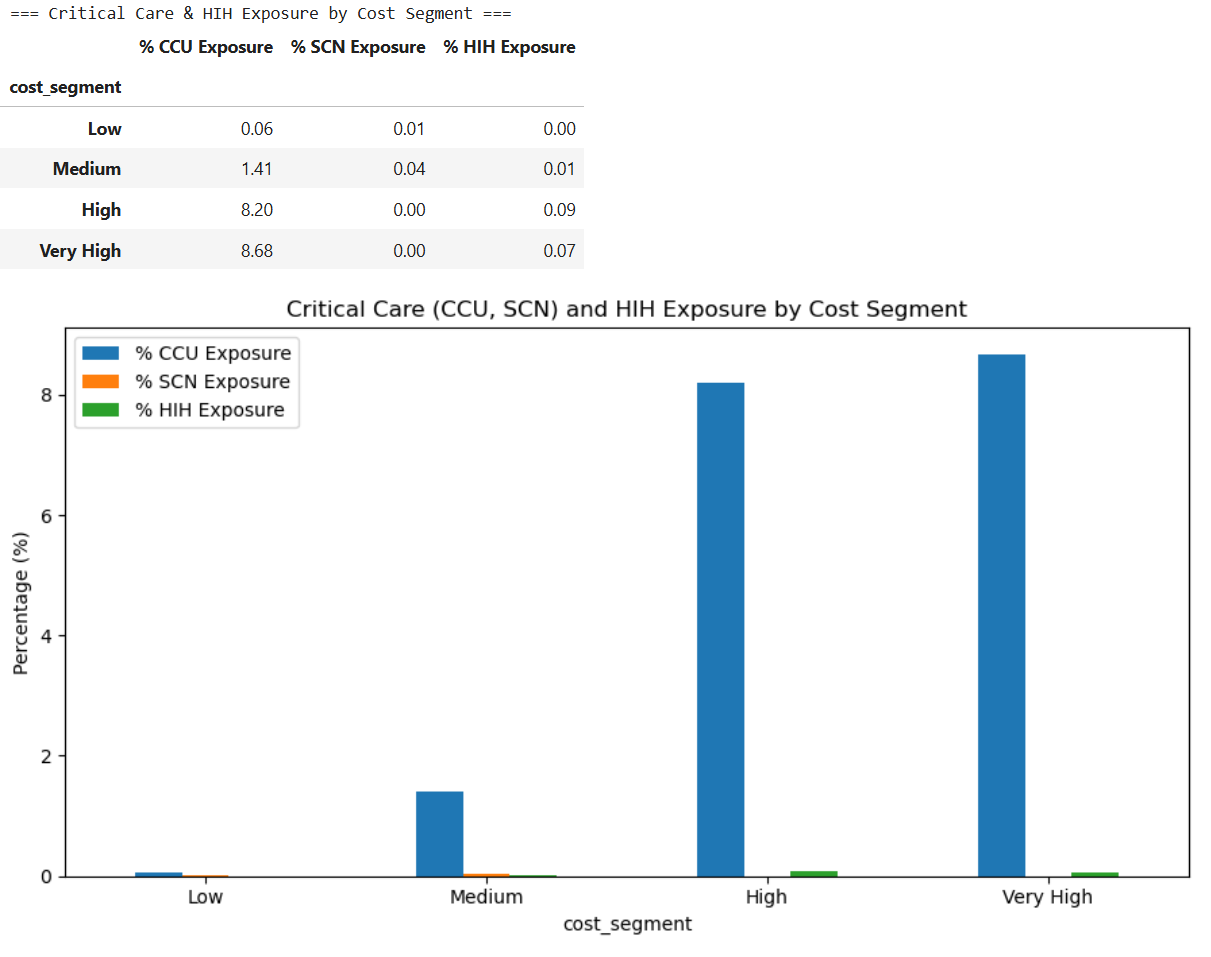 === Critical Care & HIH Exposure by Cost Segment ===
% CCU Exposure % SCN Exposure % HIH Exposure
cost_segment
Low 0.06 0.01 0.00
Medium 1.41 0.04 0.01
High 8.20 0.00 0.09
Very High 8.68 0.00 0.07
Critical Care (CCU, SCN) and HIH Exposure by Cost Segment
% CCU Exposure
% SCN Exposure
% HIH Exposure
8
6
4
2
0
Percentage (%)
Low Medium High Very High
cost_segment